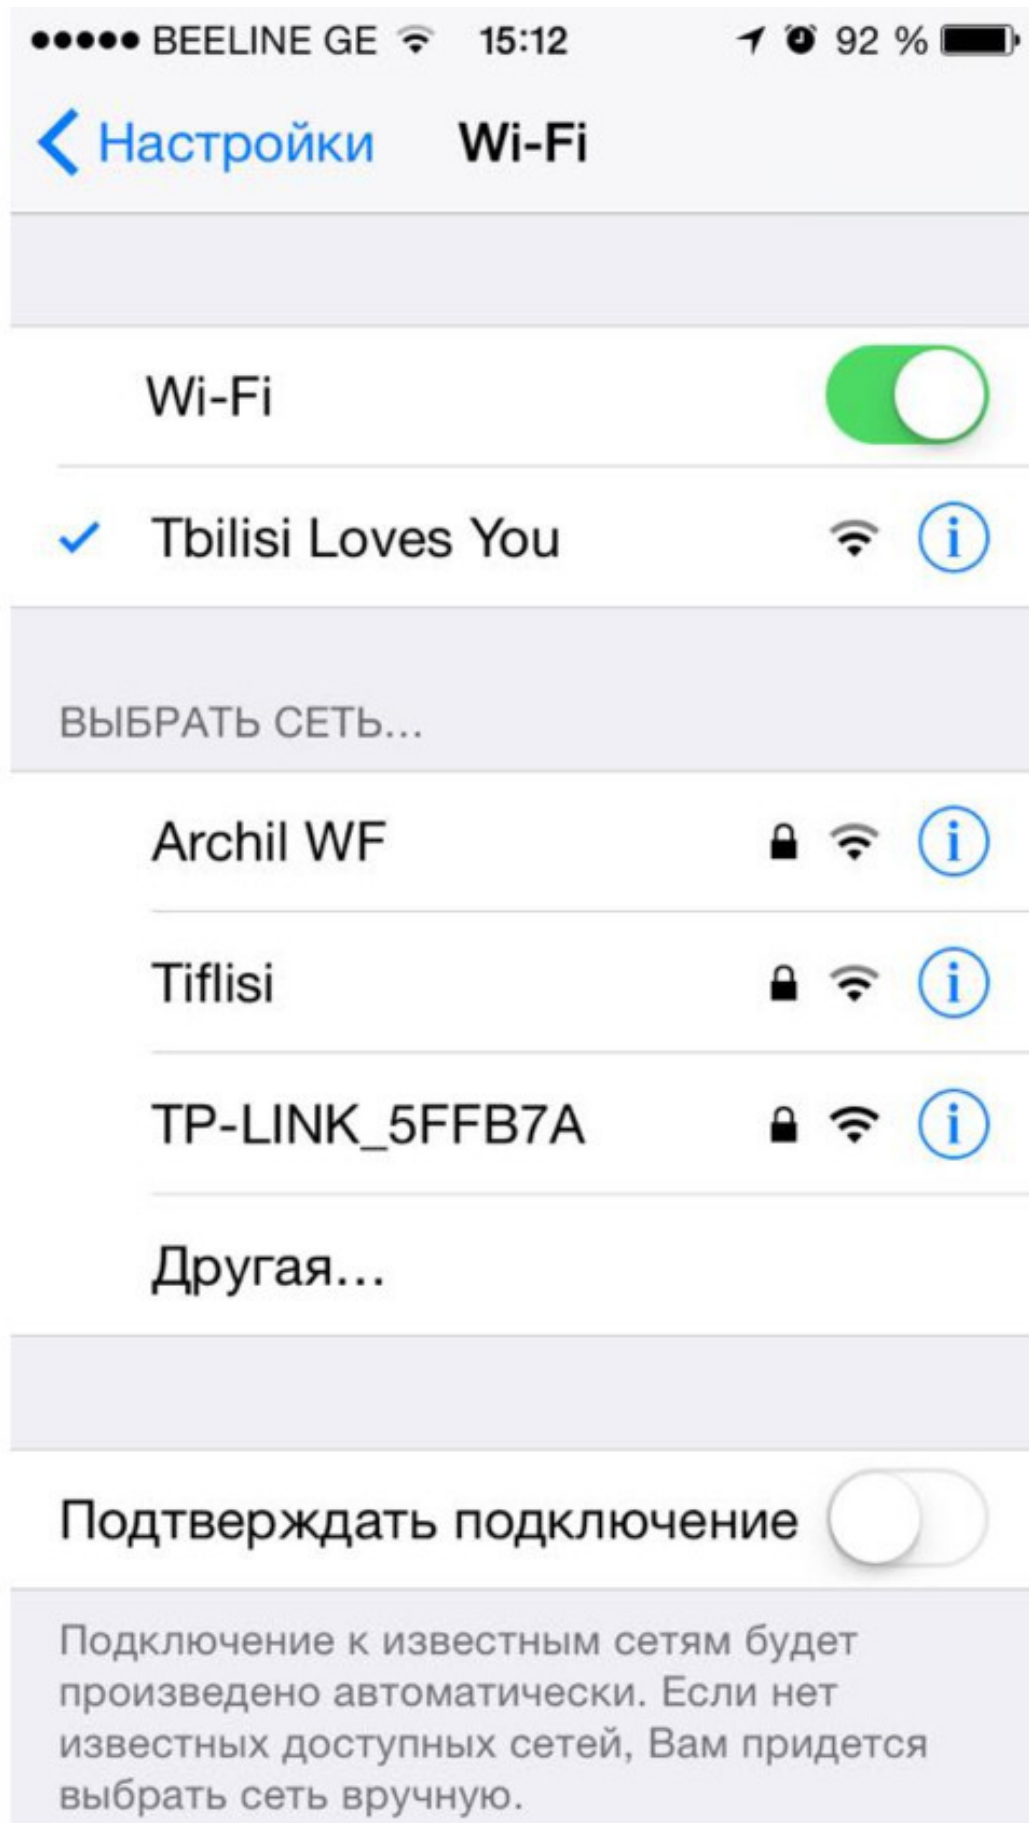 BEELINE GE 15:12 92 %
Настройки Wi-Fi
Wi-Fi
Tbilisi Loves You
ВЫБРАТЬ СЕТЬ...
Archil WF
Tiflisi
TP-LINK_5FFB7A
Другая...
Подтверждать подключение
Подключение к известным сетям будет
произведено автоматически. Если нет
известных доступных сетей, Вам придется
выбрать сеть вручную.